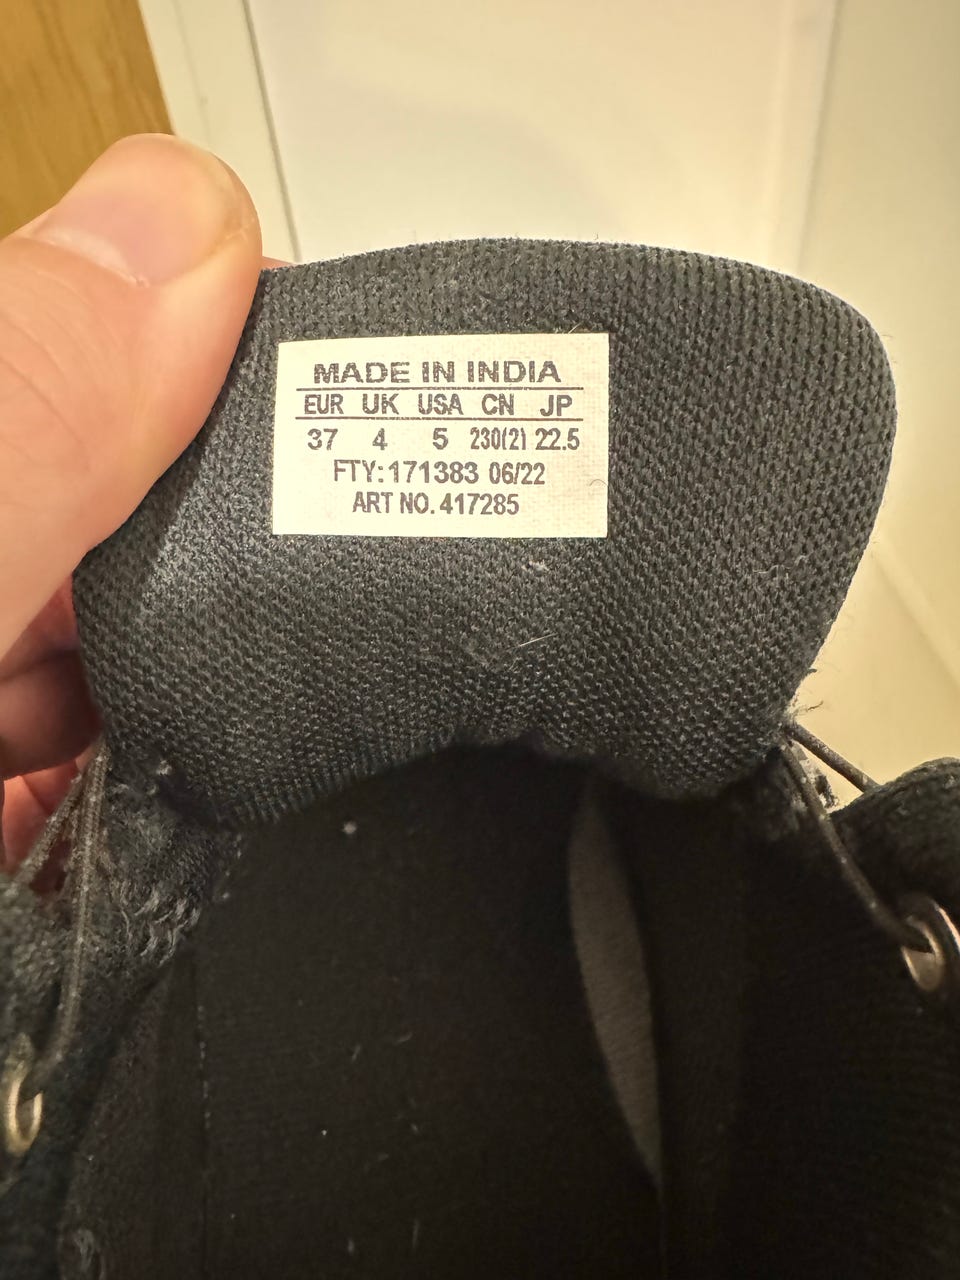 MADE IN INDIA
EUR UK USA CN JP
37 4 5 230(2) 22.5
FTY: 171383 06/22
ART NO. 417285